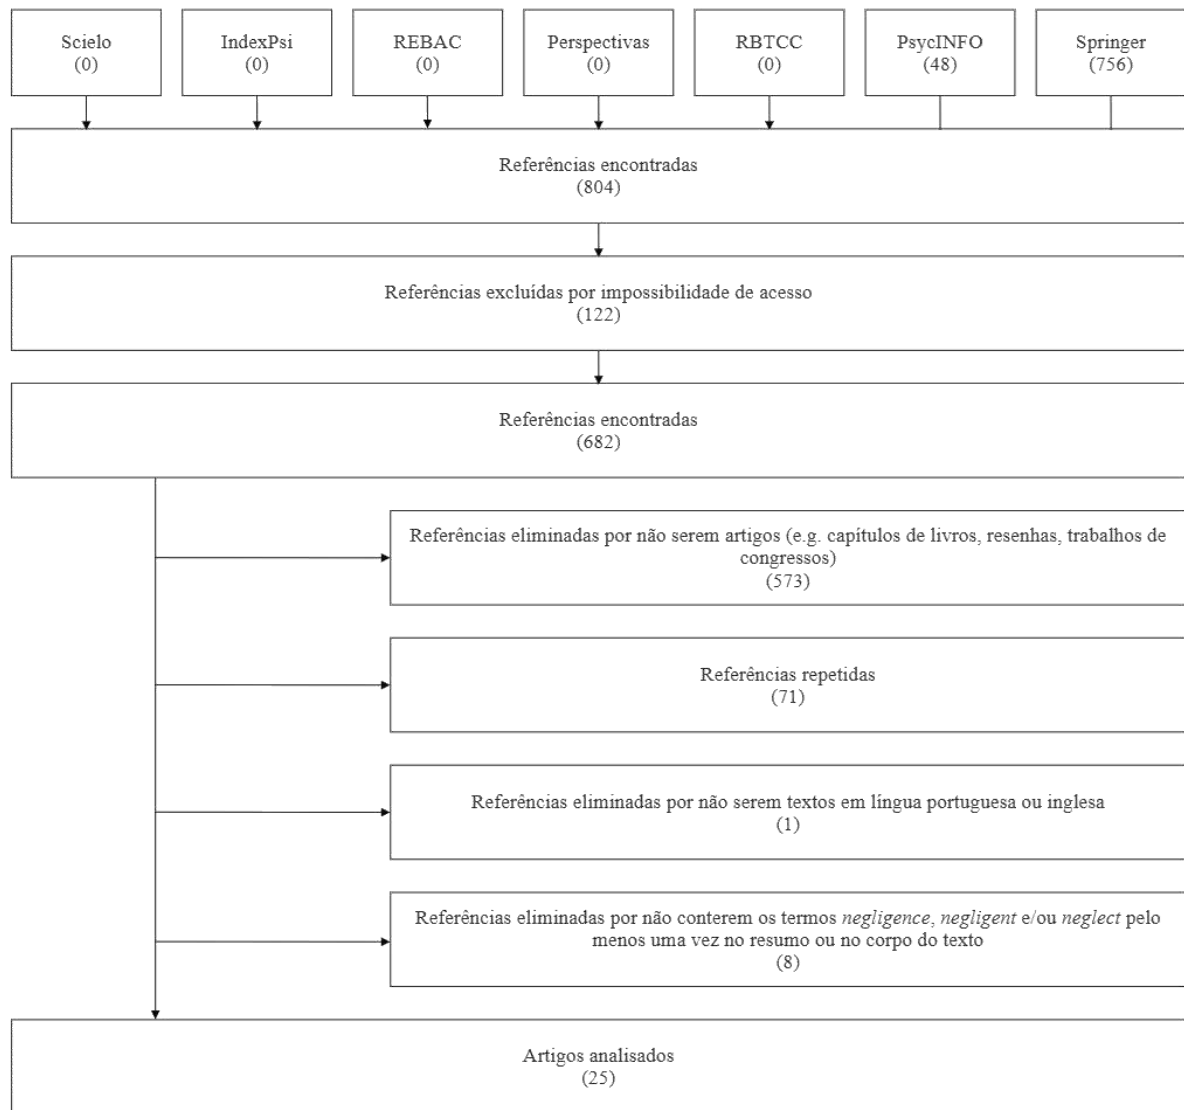 Scielo
(0)
IndexPsi
(0)
REBAC
(0)
Perspectivas
(0)
RBTCC
(0)
PsycINFO
(48)
Springer
(756)
Referências encontradas
(804)
Referências excluídas por impossibilidade de acesso
(122)
Referências encontradas
(682)
Referências eliminadas por não serem artigos (e.g. capítulos de livros, resenhas, trabalhos de
congressos)
(573)
Referências repetidas
(71)
Referências eliminadas por não serem textos em língua portuguesa ou inglesa
(1)
Referências eliminadas por não conterem os termos negligence, negligent e/ou neglect pelo
menos uma vez no resumo ou no corpo do texto
(8)
Artigos analisados
(25)